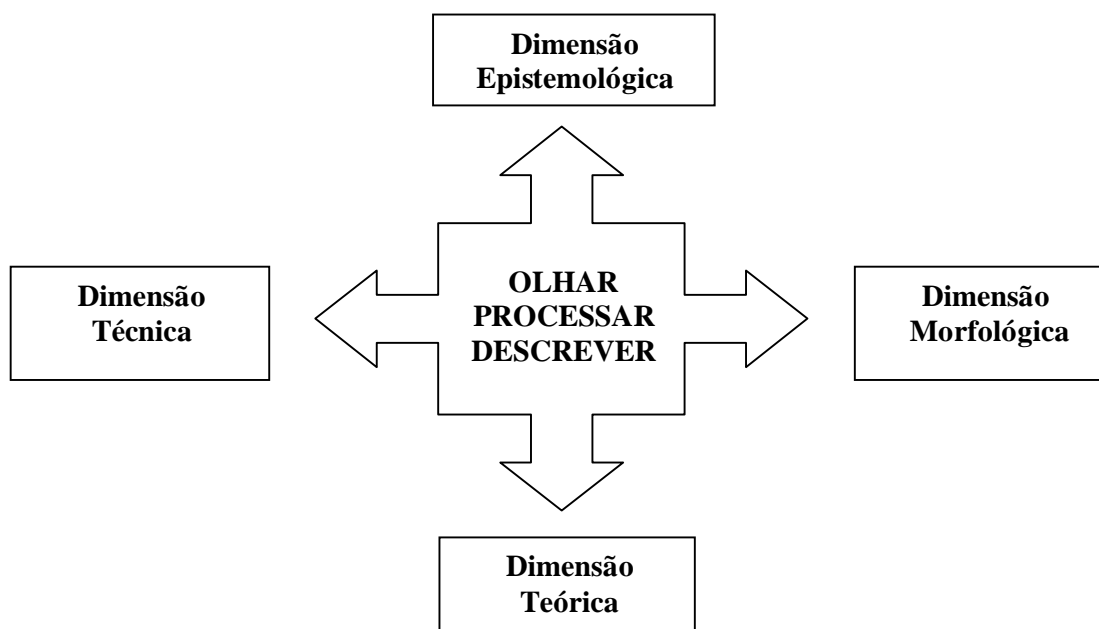 Dimensão
Epistemológica
Dimensão
Técnica
OLHAR
PROCESSAR
DESCREVER
Dimensão
Morfológica
Dimensão
Teórica